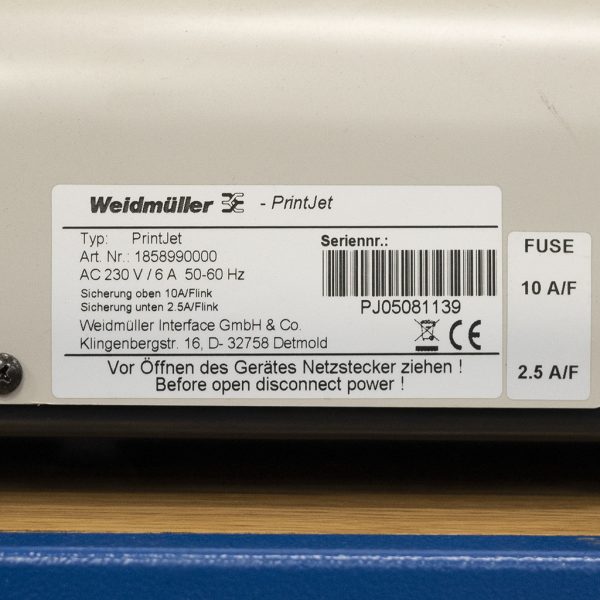 Weidmüller - PrintJet
Typ: PrintJet
Art. Nr.: 1858990000
AC 230 V / 6 A 50-60 Hz
Sicherung oben 10A/Flink
Sicherung unten 2.5A/Flink
Weidmüller Interface GmbH & Co.
Klingenbergstr. 16, D- 32758 Detmold
Seriennr.:
PJ05081139
CE
Vor Öffnen des Gerätes Netzstecker ziehen !
Before open disconnect power !
FUSE
10 A/F
2.5 A/F